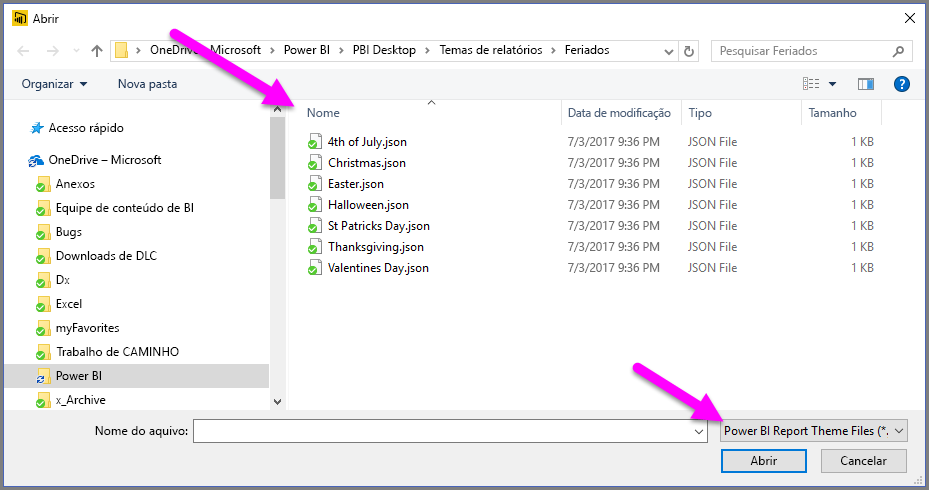 Abrir
OneDrive - Microsoft > Power BI > PBI Desktop > Temas de relatórios > Feriados
Pesquisar Feriados
Organizar Nova pasta
Nome Data de modificação Tipo Tamanho
Acesso rápido
OneDrive – Microsoft
Anexos
Equipe de conteúdo de BI
Bugs
Downloads de DLC
Dx
Excel
myFavorites
Trabalho de CAMINHO
Power BI
x_Archive
4th of July.json 7/3/2017 9:36 PM JSON File 1 KB
Christmas.json 7/3/2017 9:36 PM JSON File 1 KB
Easter.json 7/3/2017 9:36 PM JSON File 1 KB
Halloween.json 7/3/2017 9:36 PM JSON File 1 KB
St Patricks Day.json 7/3/2017 9:36 PM JSON File 1 KB
Thanksgiving.json 7/3/2017 9:36 PM JSON File 1 KB
Valentines Day.json 7/3/2017 9:36 PM JSON File 1 KB
Nome do aquivo:
Power BI Report Theme Files (*.
Abrir Cancelar